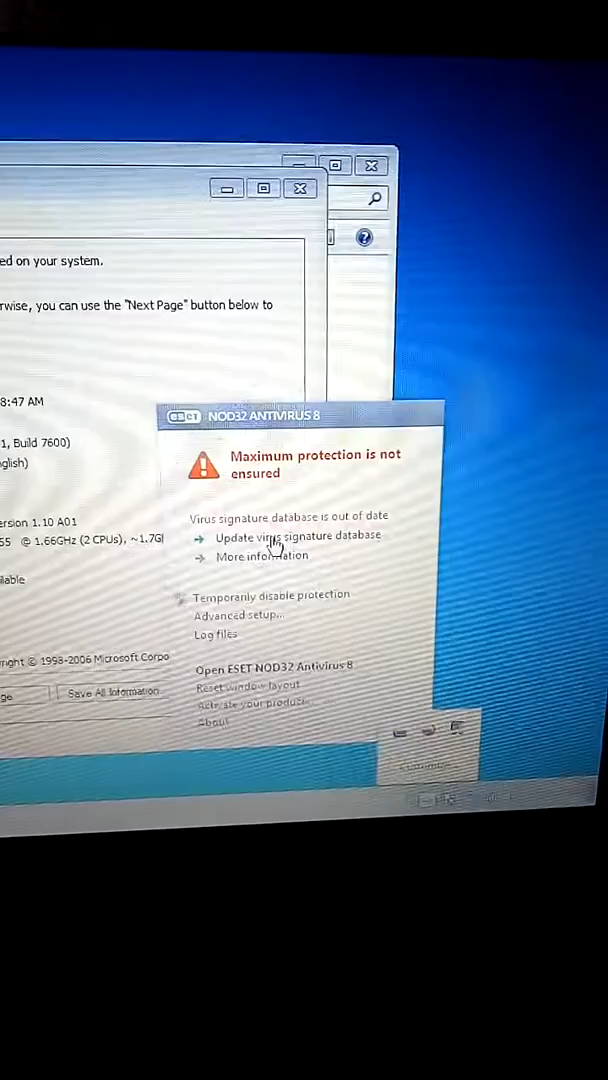 ed on your system.
rwise, you can use the "Next Page" button below to
8:47 AM
1, Build 7600)
glish)
ersion 1.10 A01
55 @ 1.66GHz (2 CPUs), ~1.7G
ilable
right © 1998-2006 Microsoft Corpo
ge
Save All Information
eset NOD32 ANTIVIRUS 8
Maximum protection is not
ensured
Virus signature database is out of date
Update virus signature database
More information
Temporarily disable protection
Advanced setup...
Log files
Open ESET NOD32 Antivirus 8
Reset window layout
Activate your product...
About
Customize...